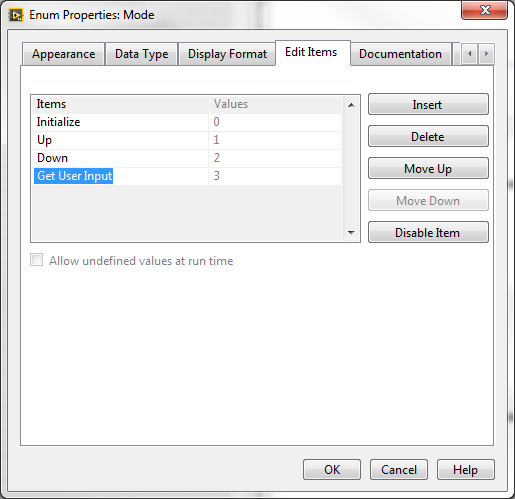 Enum Properties: Mode
Appearance Data Type Display Format Edit Items Documentation
Items Values
Initialize 0
Up 1
Down 2
Get User Input 3
Insert
Delete
Move Up
Move Down
Disable Item
Allow undefined values at run time
OK Cancel Help